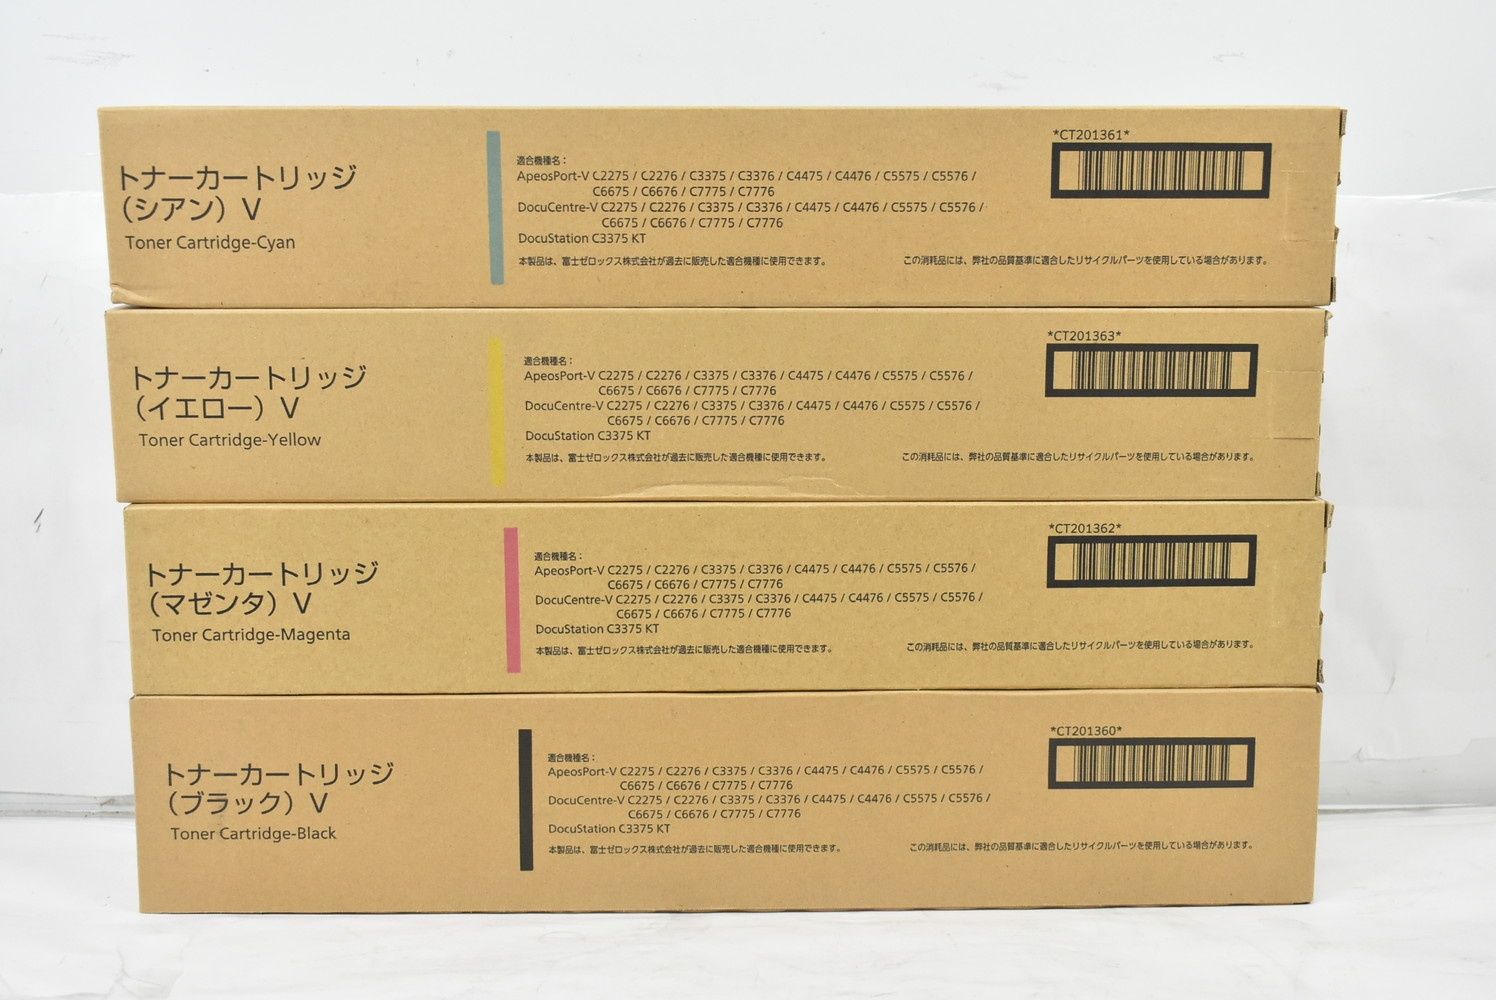 トナーカートリッジ
（シアン）V
Toner Cartridge-Cyan
適合機種名：
ApeosPort-V C2275 / C2276 / C3375 / C3376 / C4475 / C4476 / C5575 / C5576 /
C6675 / C6676 / C7775 / C7776
DocuCentre-V C2275 / C2276 / C3375 / C3376 / C4475 / C4476 / C5575 / C5576 /
C6675 / C6676 / C7775 / C7776
DocuStation C3375 KT
本製品は、富士ゼロックス株式会社が過去に販売した適合機種に使用できます。
*CT201361*
この消耗品には、弊社の品質基準に適合したリサイクルパーツを使用している場合があります。
トナーカートリッジ
（イエロー）V
Toner Cartridge-Yellow
適合機種名：
ApeosPort-V C2275 / C2276 / C3375 / C3376 / C4475 / C4476 / C5575 / C5576 /
C6675 / C6676 / C7775 / C7776
DocuCentre-V C2275 / C2276 / C3375 / C3376 / C4475 / C4476 / C5575 / C5576 /
C6675 / C6676 / C7775 / C7776
DocuStation C3375 KT
本製品は、富士ゼロックス株式会社が過去に販売した適合機種に使用できます。
*CT201363*
この消耗品には、弊社の品質基準に適合したリサイクルパーツを使用している場合があります。
トナーカートリッジ
（マゼンタ）V
Toner Cartridge-Magenta
適合機種名：
ApeosPort-V C2275 / C2276 / C3375 / C3376 / C4475 / C4476 / C5575 / C5576 /
C6675 / C6676 / C7775 / C7776
DocuCentre-V C2275 / C2276 / C3375 / C3376 / C4475 / C4476 / C5575 / C5576 /
C6675 / C6676 / C7775 / C7776
DocuStation C3375 KT
本製品は、富士ゼロックス株式会社が過去に販売した適合機種に使用できます。
*CT201362*
この消耗品には、弊社の品質基準に適合したリサイクルパーツを使用している場合があります。
トナーカートリッジ
（ブラック）V
Toner Cartridge-Black
適合機種名：
ApeosPort-V C2275 / C2276 / C3375 / C3376 / C4475 / C4476 / C5575 / C5576 /
C6675 / C6676 / C7775 / C7776
DocuCentre-V C2275 / C2276 / C3375 / C3376 / C4475 / C4476 / C5575 / C5576 /
C6675 / C6676 / C7775 / C7776
DocuStation C3375 KT
本製品は、富士ゼロックス株式会社が過去に販売した適合機種に使用できます。
*CT201360*
この消耗品には、弊社の品質基準に適合したリサイクルパーツを使用している場合があります。